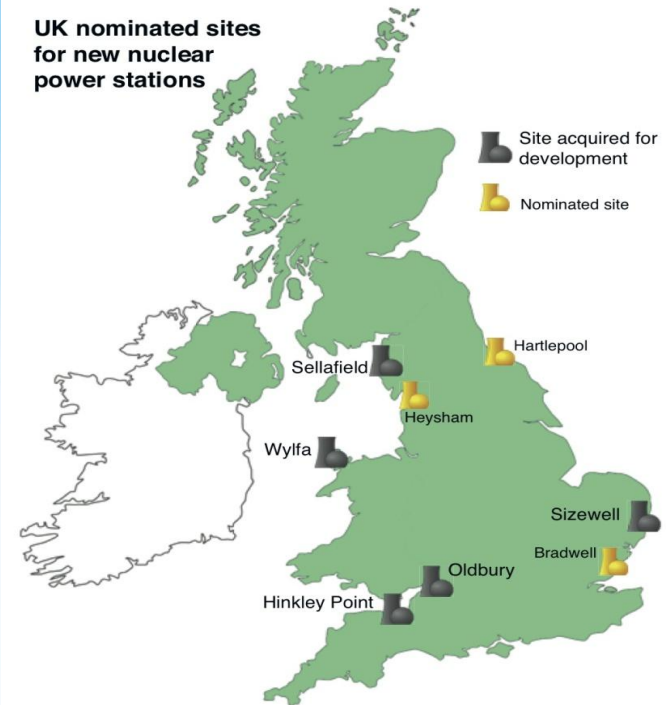 UK nominated sites
for new nuclear
power stations
Site acquired for
development
Nominated site
Hartlepool
Sellafield
Heysham
Wylfa
Sizewell
Bradwell
Oldbury
Hinkley Point